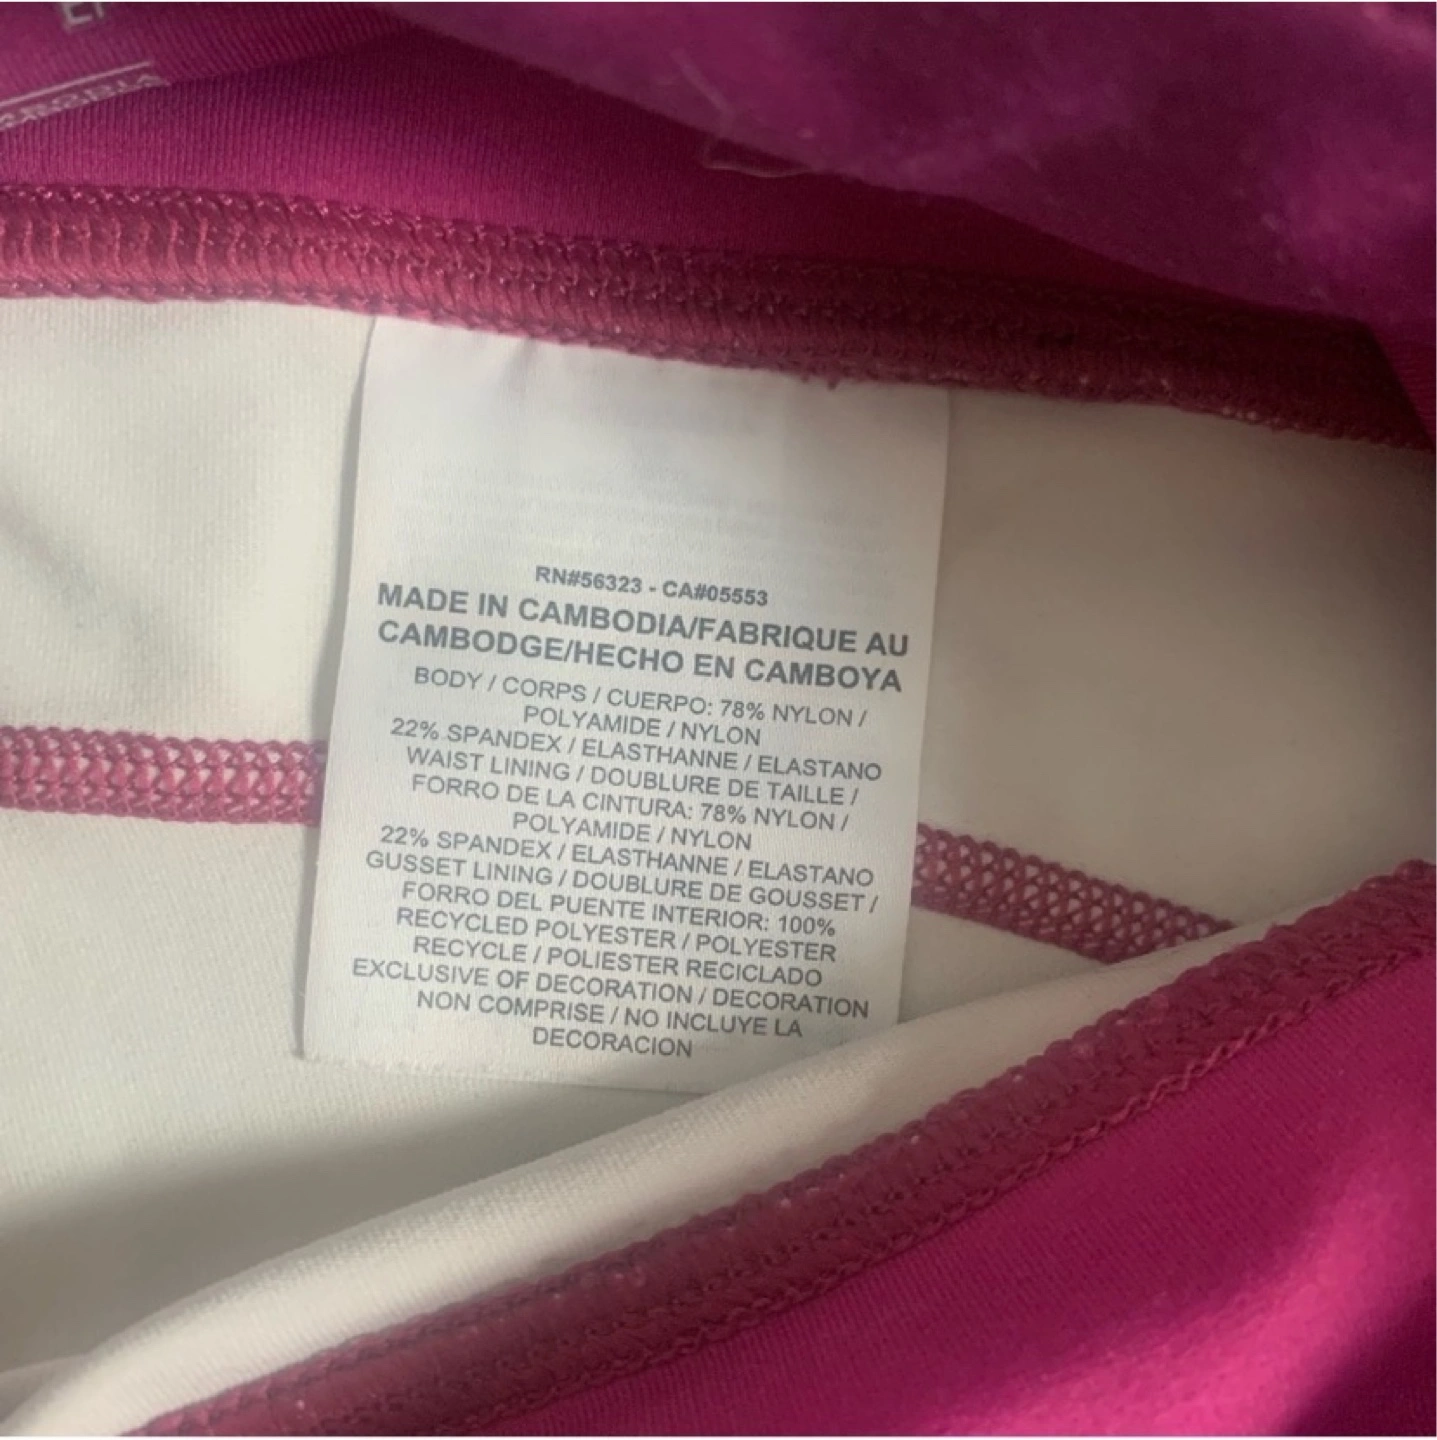 RN#56323 - CA#05553
MADE IN CAMBODIA/FABRIQUE AU
CAMBODGE/HECHO EN CAMBOYA
BODY / CORPS / CUERPO: 78% NYLON /
POLYAMIDE / NYLON
22% SPANDEX / ELASTHANNE / ELASTANO
WAIST LINING / DOUBLURE DE TAILLE /
FORRO DE LA CINTURA: 78% NYLON /
POLYAMIDE / NYLON
22% SPANDEX / ELASTHANNE / ELASTANO
GUSSET LINING / DOUBLURE DE GOUSSET /
FORRO DEL PUENTE INTERIOR: 100%
RECYCLED POLYESTER / POLYESTER
RECYCLE / POLIESTER RECICLADO
EXCLUSIVE OF DECORATION / DECORATION
NON COMPRISE / NO INCLUYE LA
DECORACION